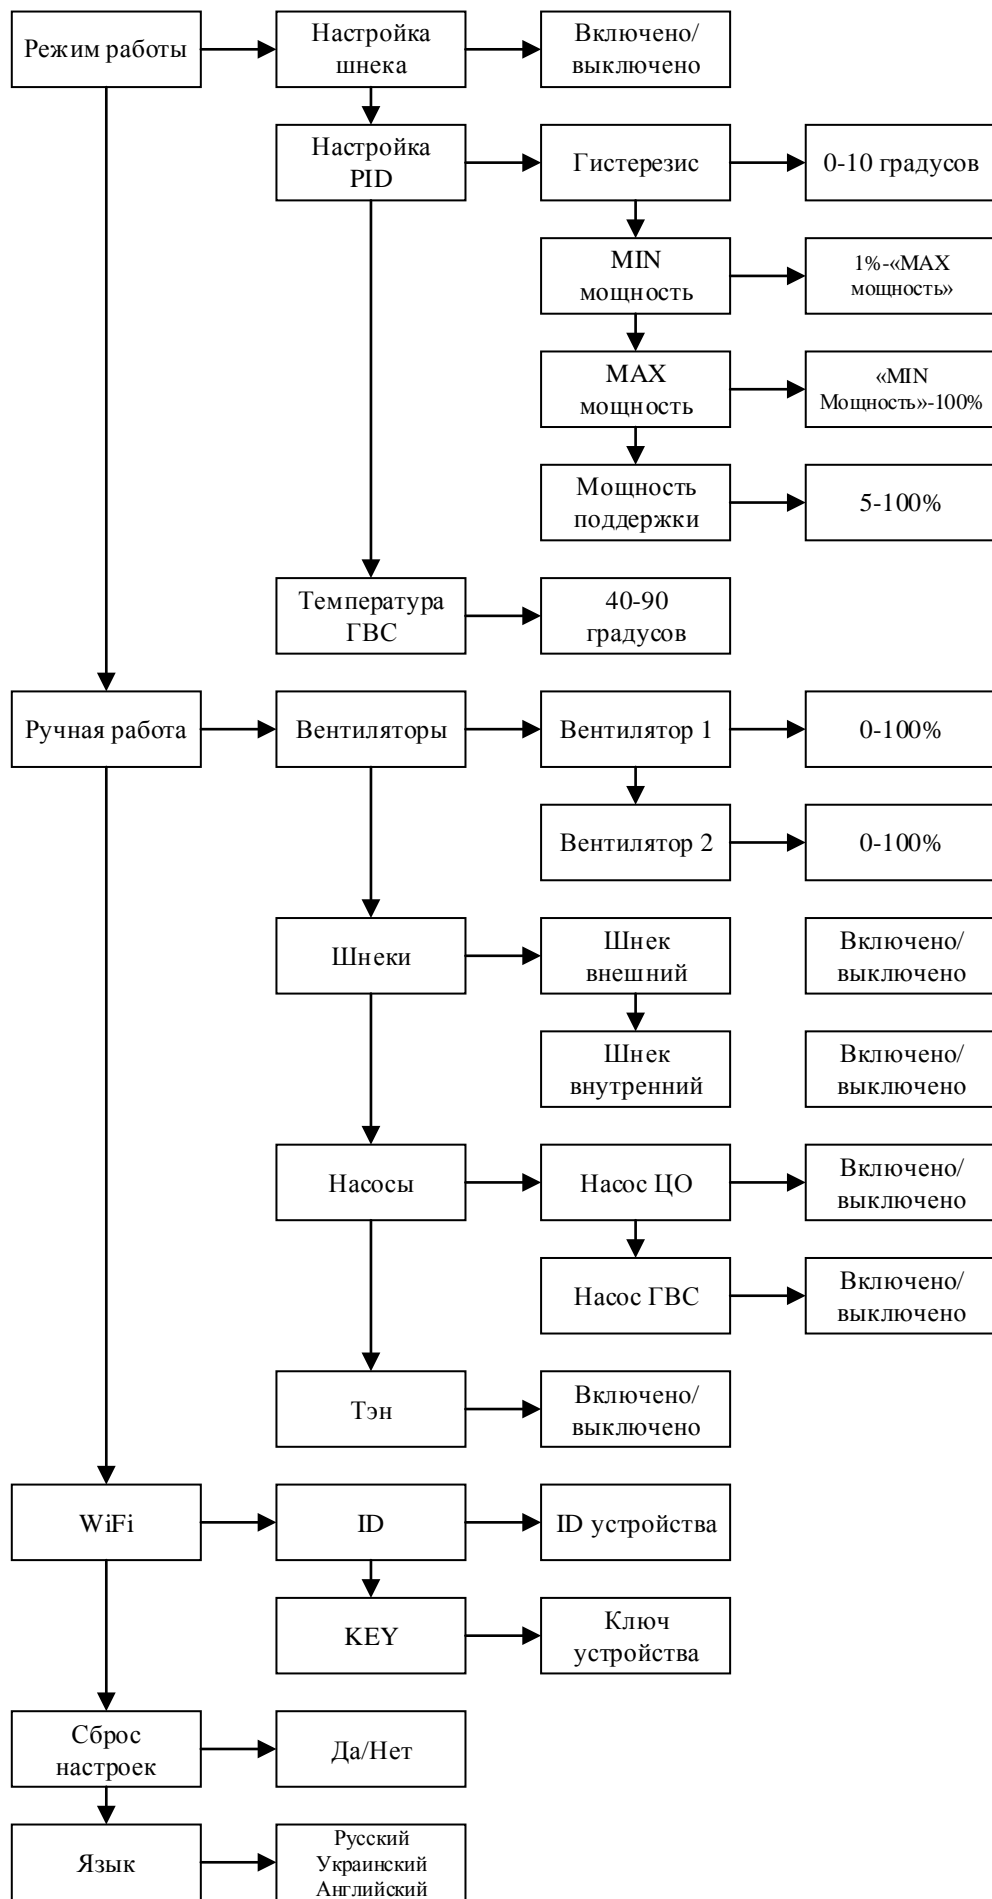 Режим работы
Настройка
шнека
Включено/
выключено
Настройка
PID
Гистерезис
0-10 градусов
MIN
мощность
1%-«MAX
мощность»
MAX
мощность
«MIN
Мощность»-100%
Мощность
поддержки
5-100%
Температура
ГВС
40-90
градусов
Ручная работа
Вентиляторы
Вентилятор 1
0-100%
Вентилятор 2
0-100%
Шнеки
Шнек
внешний
Включено/
выключено
Шнек
внутренний
Включено/
выключено
Насосы
Насос ЦО
Включено/
выключено
Насос ГВС
Включено/
выключено
Тэн
Включено/
выключено
WiFi
ID
ID устройства
KEY
Ключ
устройства
Сброс
настроек
Да/Нет
Язык
Русский
Украинский
Английский